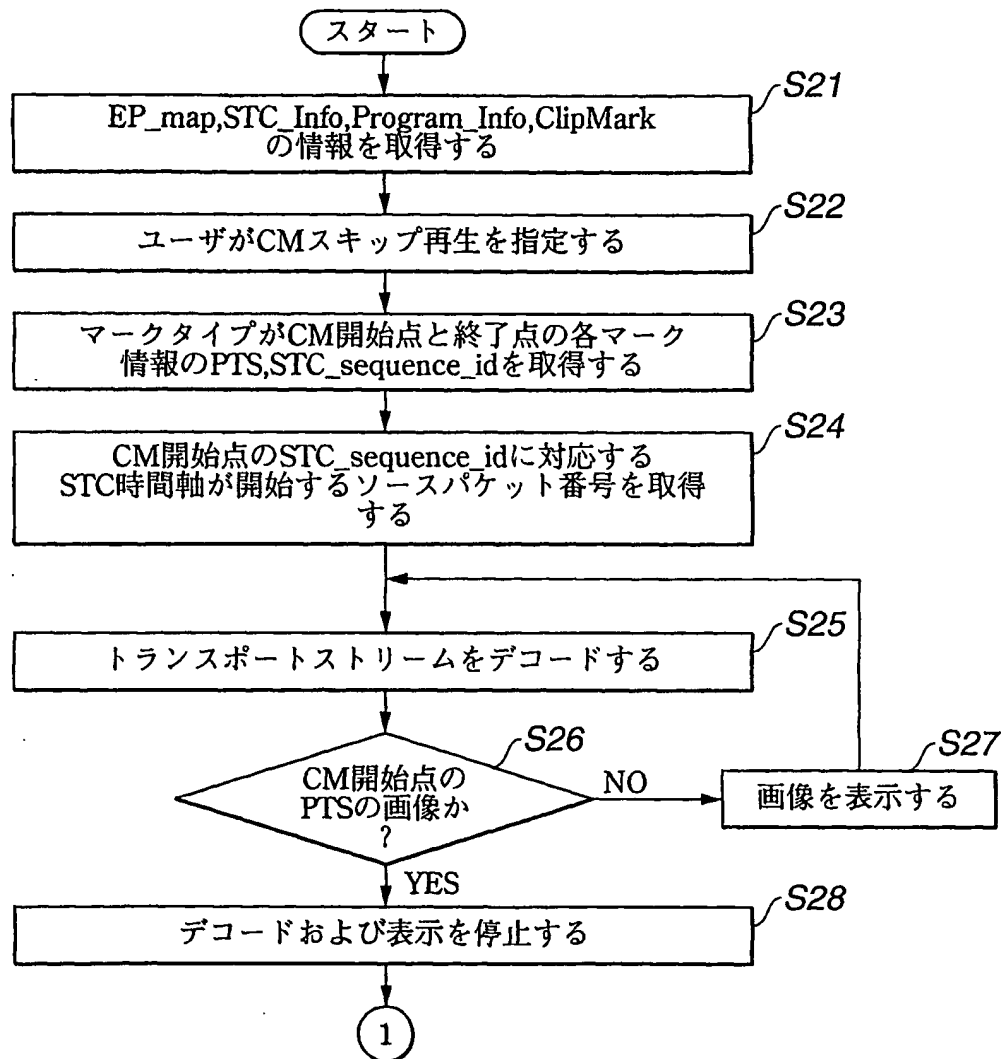 スタート
S21
EP_map,STC_Info,Program_Info,ClipMark
の情報を取得する
S22
ユーザがCMスキップ再生を指定する
S23
マークタイプがCM開始点と終了点の各マーク
情報のPTS,STC_sequence_idを取得する
S24
CM開始点のSTC_sequence_idに対応する
STC時間軸が開始するソースパケット番号を取得
する
S25
トランスポートストリームをデコードする
S26
CM開始点の
PTSの画像か
?
NO
S27
画像を表示する
YES
S28
デコードおよび表示を停止する
1